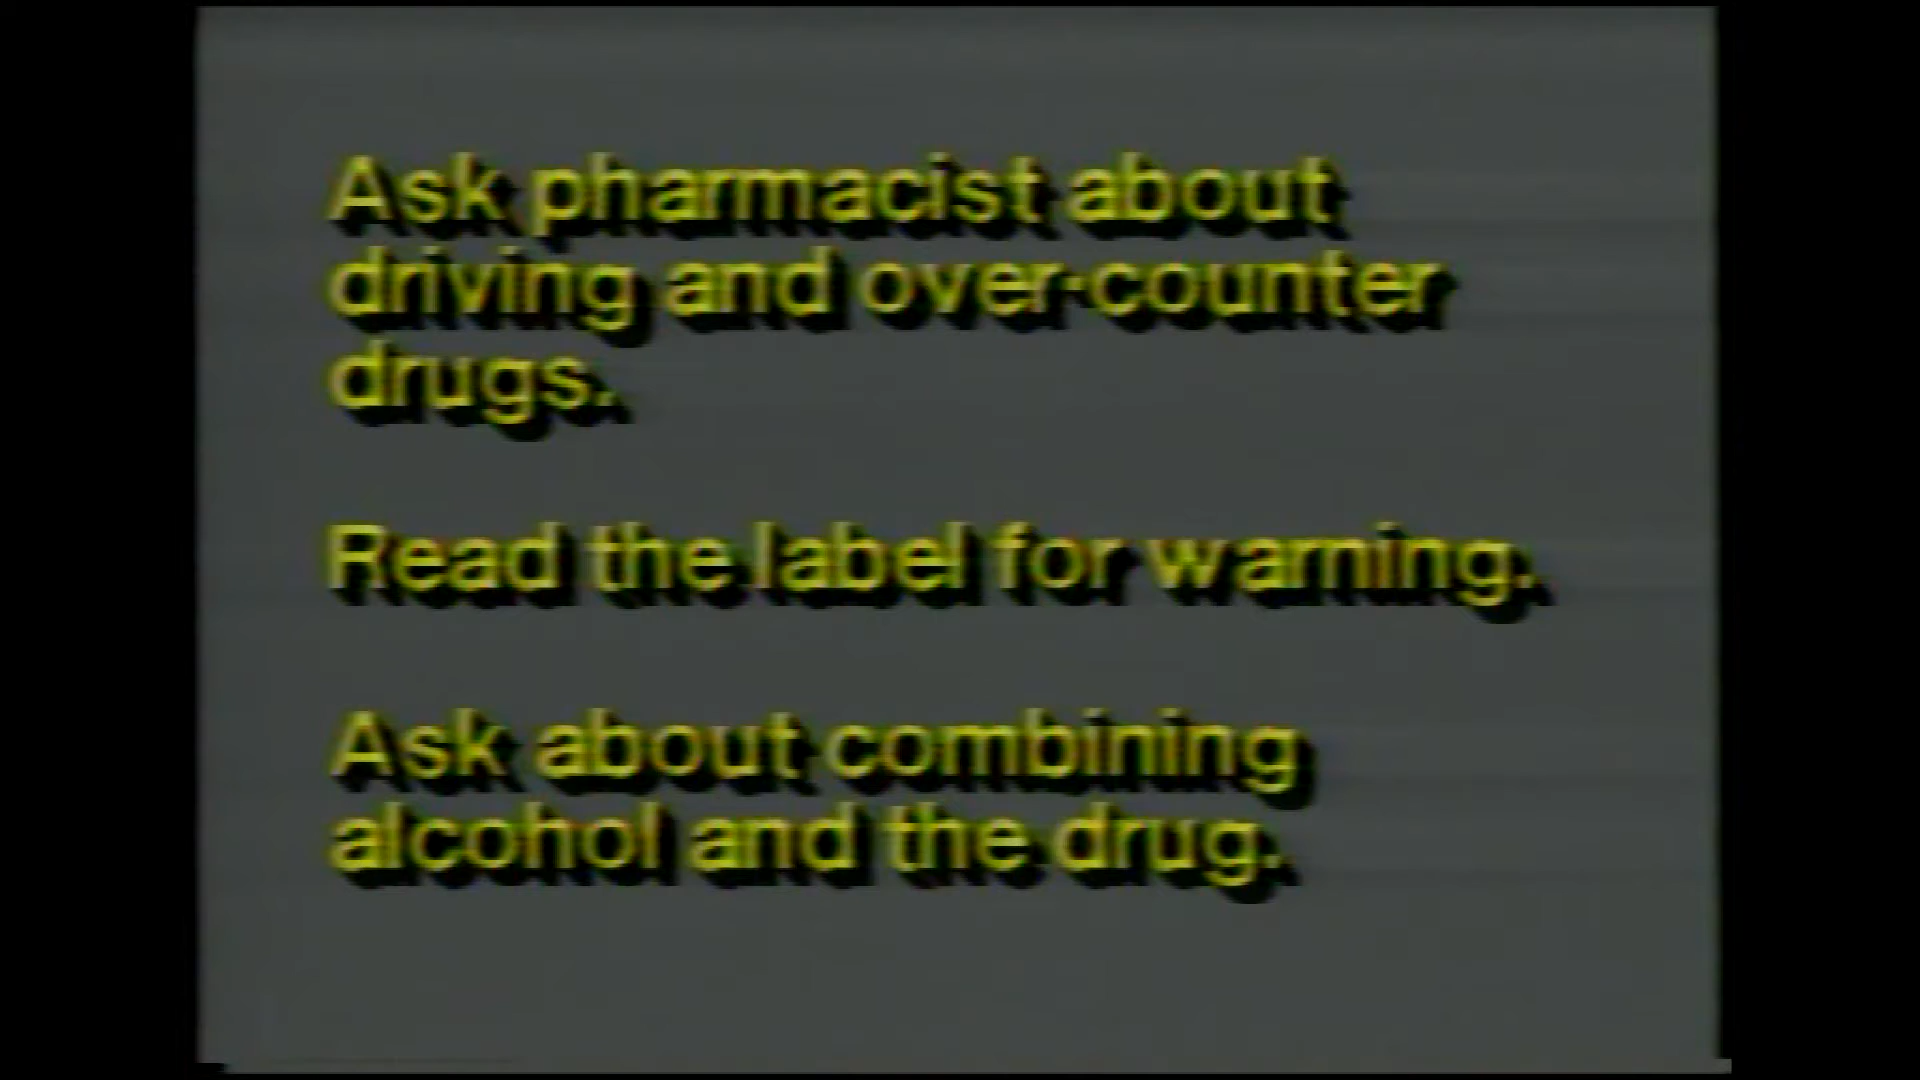 Ask pharmacist about
driving and over-counter
drugs.
Read the label for warning.
Ask about combining
alcohol and the drug.